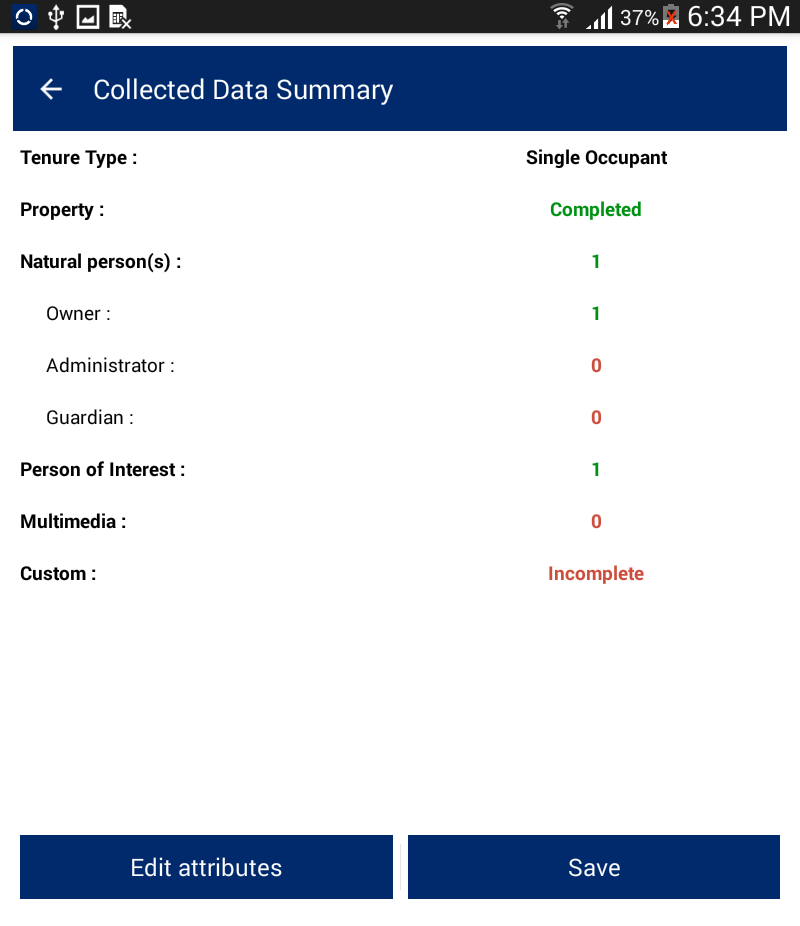 37% 6:34 PM
Collected Data Summary
Tenure Type : Single Occupant
Property : Completed
Natural person(s) : 1
Owner : 1
Administrator : 0
Guardian : 0
Person of Interest : 1
Multimedia : 0
Custom : Incomplete
Edit attributes Save